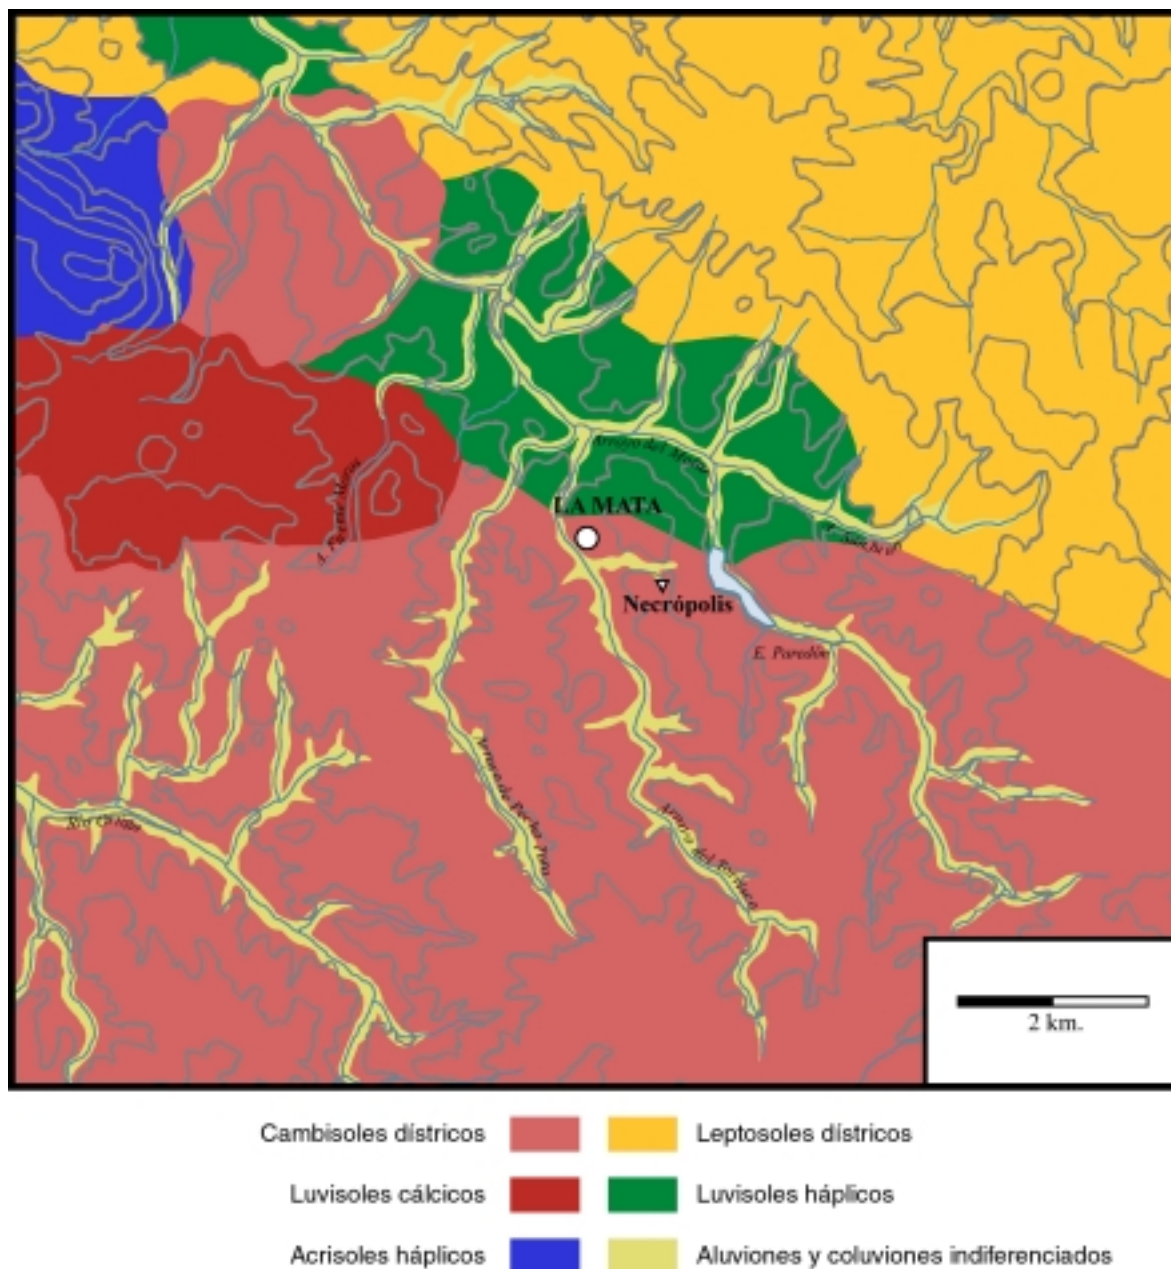 Arroyo del Molar
LA MATA
Necrópolis
E. Paredón
2 km.
Cambisoles dístricos
Leptosoles dístricos
Luvisoles cálcicos
Luvisoles háplicos
Acrisoles háplicos
Aluviones y coluviones indiferenciados